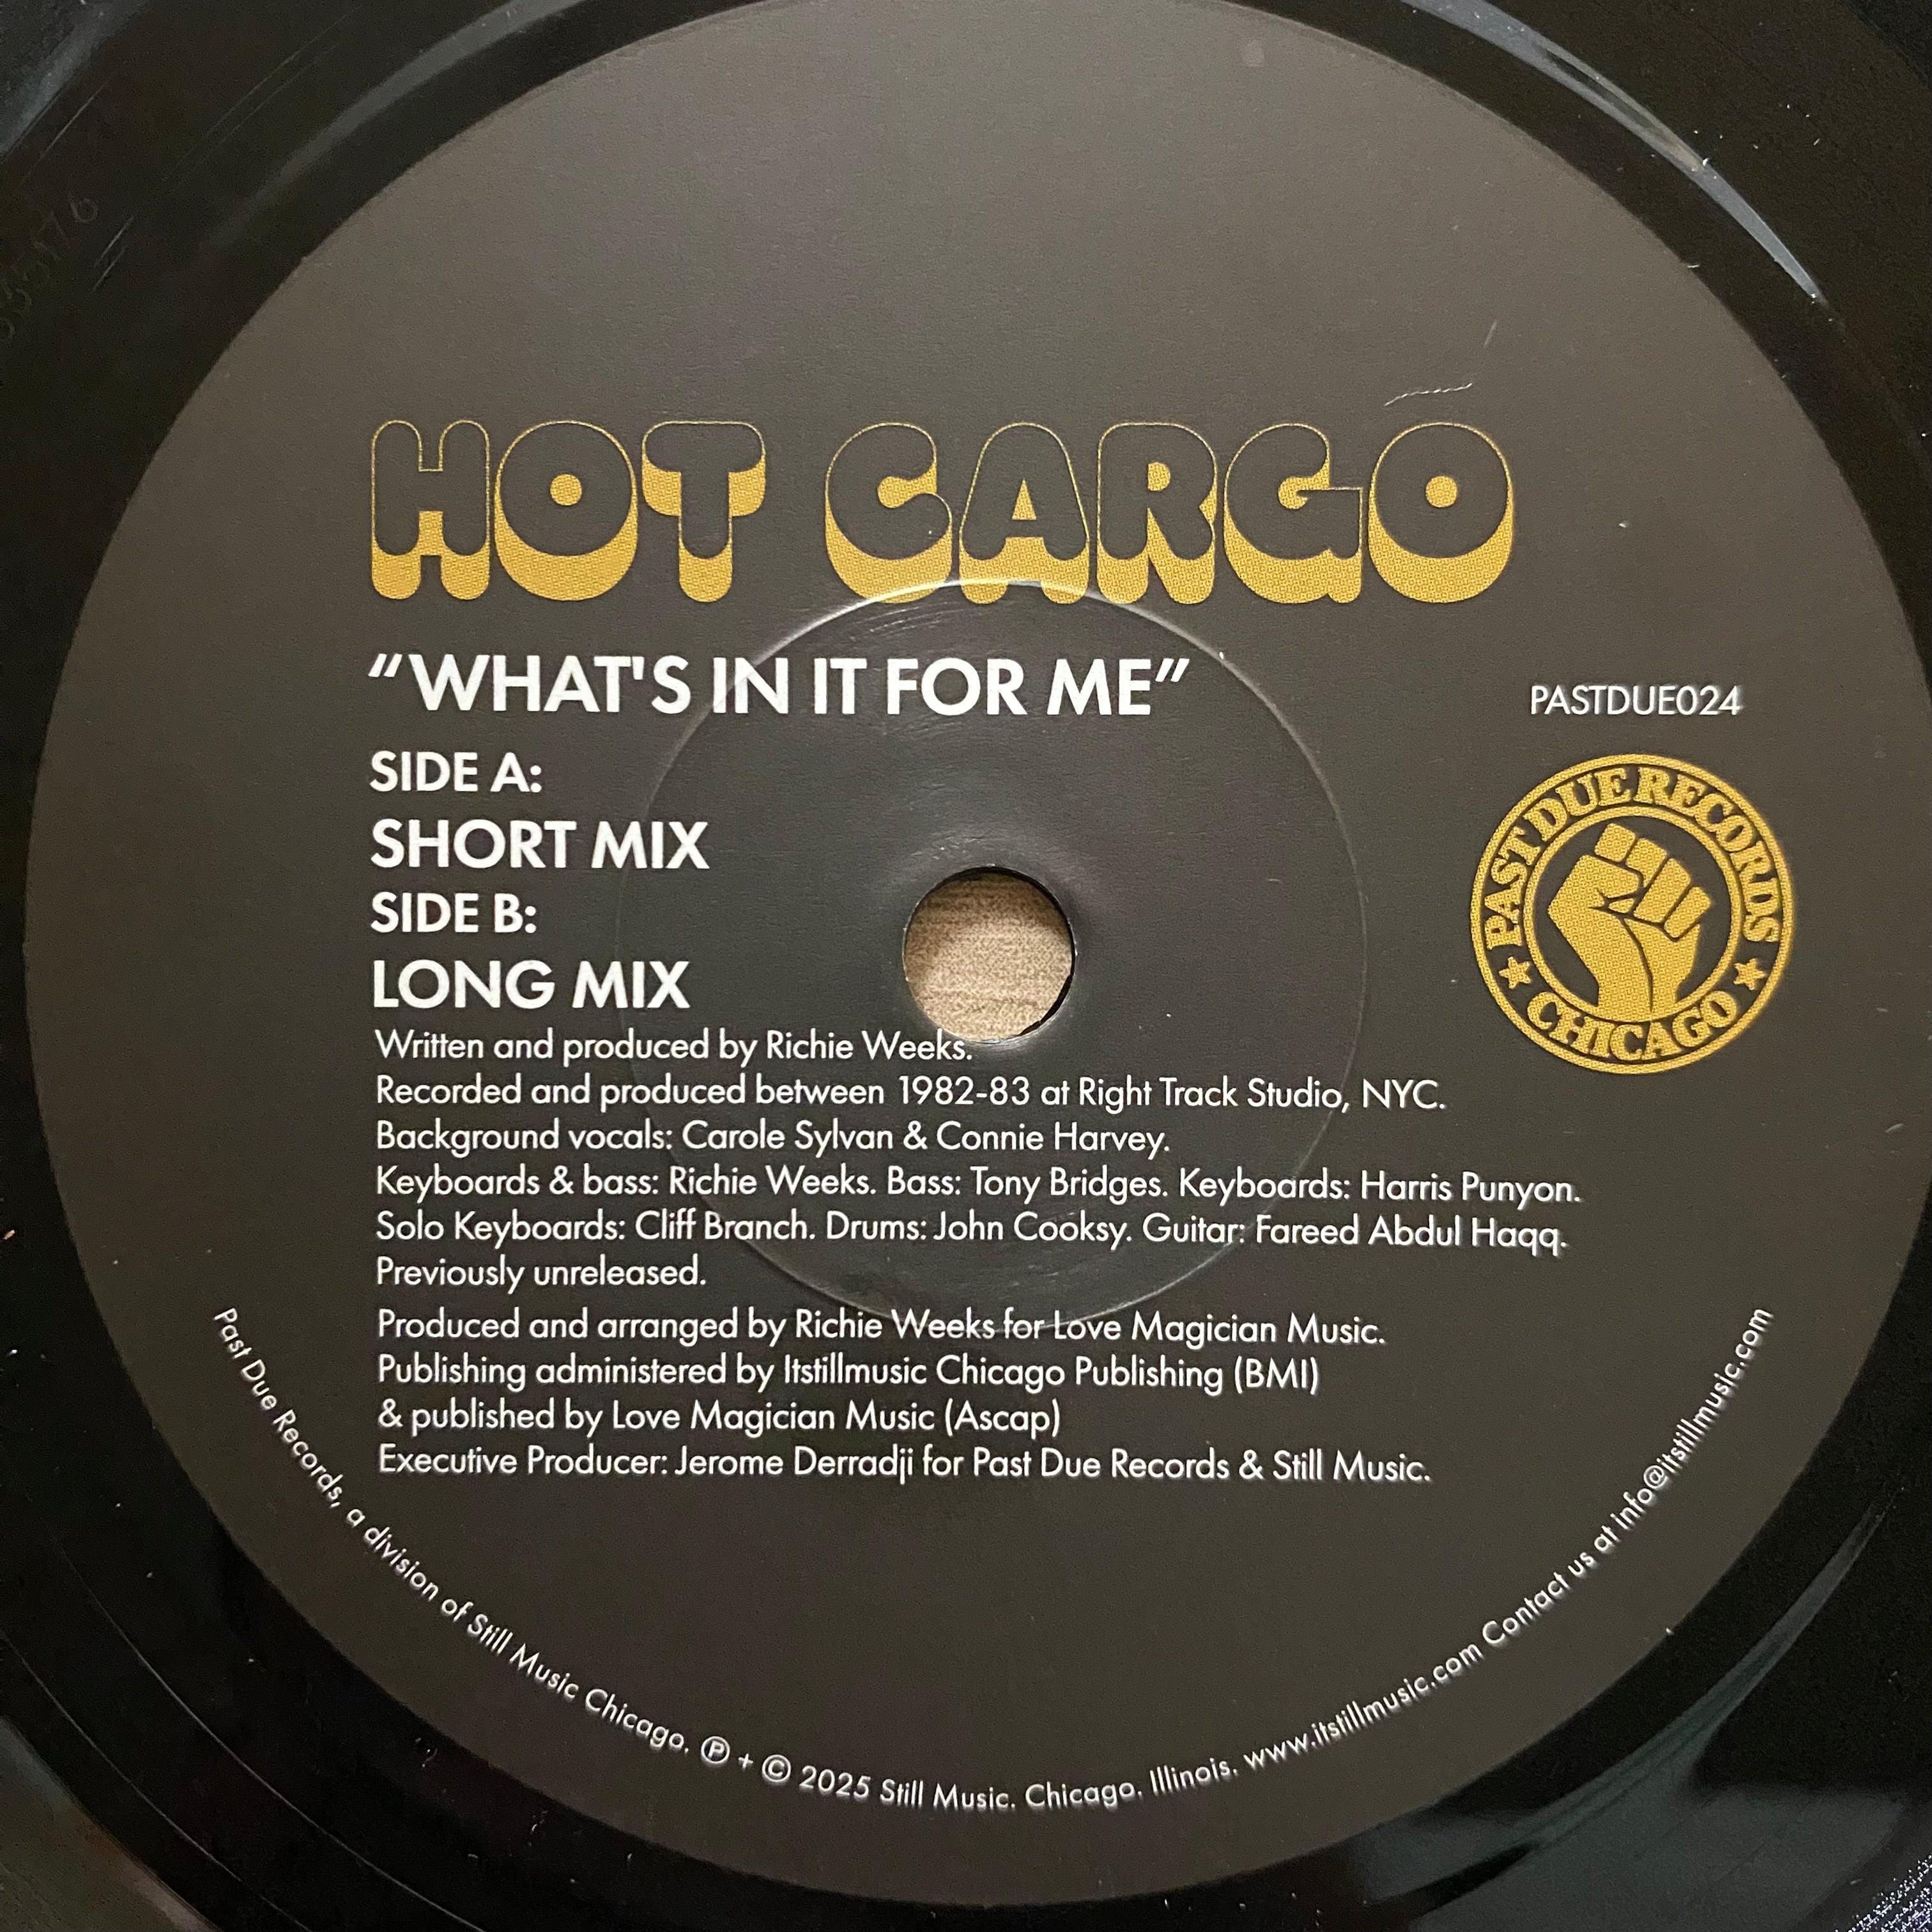 HOT CARGO
“WHAT'S IN IT FOR ME”
PASTDUE024
SIDE A:
SHORT MIX
SIDE B:
LONG MIX
PAST DUE RECORDS
CHICAGO
Written and produced by Richie Weeks.
Recorded and produced between 1982-83 at Right Track Studio, NYC.
Background vocals: Carole Sylvan & Connie Harvey.
Keyboards & bass: Richie Weeks. Bass: Tony Bridges. Keyboards: Harris Punyon.
Solo Keyboards: Cliff Branch. Drums: John Cooksy. Guitar: Fareed Abdul Haqq.
Previously unreleased.
Produced and arranged by Richie Weeks for Love Magician Music.
Publishing administered by Itstillmusic Chicago Publishing (BMI)
& published by Love Magician Music (Ascap)
Executive Producer: Jerome Derradji for Past Due Records & Still Music.
Past Due Records, a division of Still Music Chicago. ℗ + © 2025 Still Music. Chicago. Illinois. www.itstillmusic.com Contact us at info@itstillmusic.com